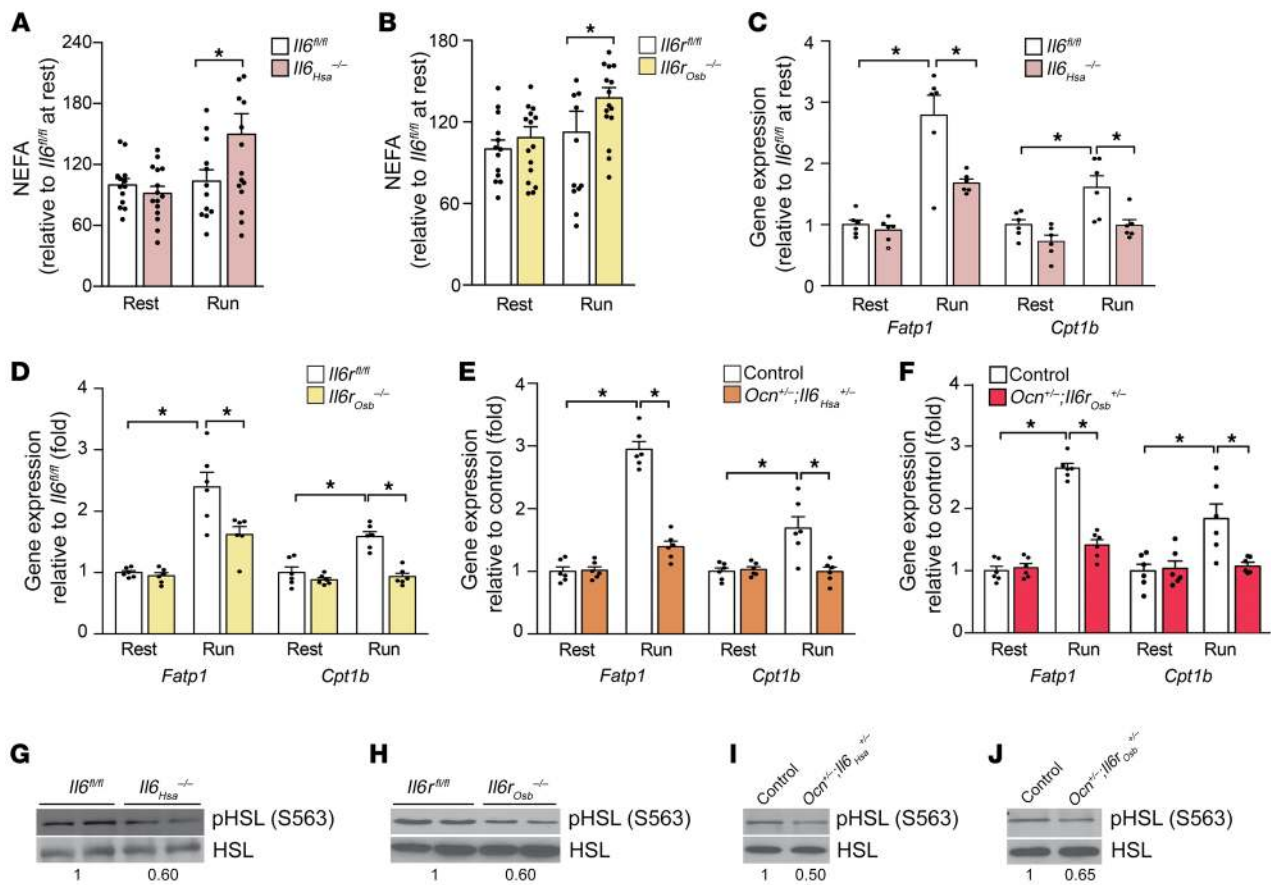 A
NEFA
(relative to Il6fl/fl at rest)
240
180
120
60
0
*
Il6fl/fl
Il6Hsa−/−
Rest
Run
B
NEFA
(relative to Il6fl/fl at rest)
180
120
60
0
*
Il6rfl/fl
Il6rOsb−/−
Rest
Run
C
Gene expression
(relative to Il6fl/fl at rest)
4
3
2
1
0
* * * *
Il6fl/fl
Il6Hsa−/−
Rest Run Rest Run
Fatp1 Cpt1b
D
Gene expression
relative to Il6fl/fl (fold)
4
3
2
1
0
* * * *
Il6rfl/fl
Il6rOsb−/−
Rest Run Rest Run
Fatp1 Cpt1b
E
Gene expression
relative to control (fold)
4
3
2
1
0
* * * *
Control
Ocn+/−;Il6Hsa+/−
Rest Run Rest Run
Fatp1 Cpt1b
F
Gene expression
relative to control (fold)
4
3
2
1
0
* * * *
Control
Ocn+/−;Il6rOsb+/−
Rest Run Rest Run
Fatp1 Cpt1b
G
Il6fl/fl Il6Hsa−/−
pHSL (S563)
HSL
1 0.60
H
Il6rfl/fl Il6rOsb−/−
pHSL (S563)
HSL
1 0.60
I
Control Ocn+/−;Il6Hsa+/−
pHSL (S563)
HSL
1 0.50
J
Control Ocn+/−;Il6rOsb+/−
pHSL (S563)
HSL
1 0.65